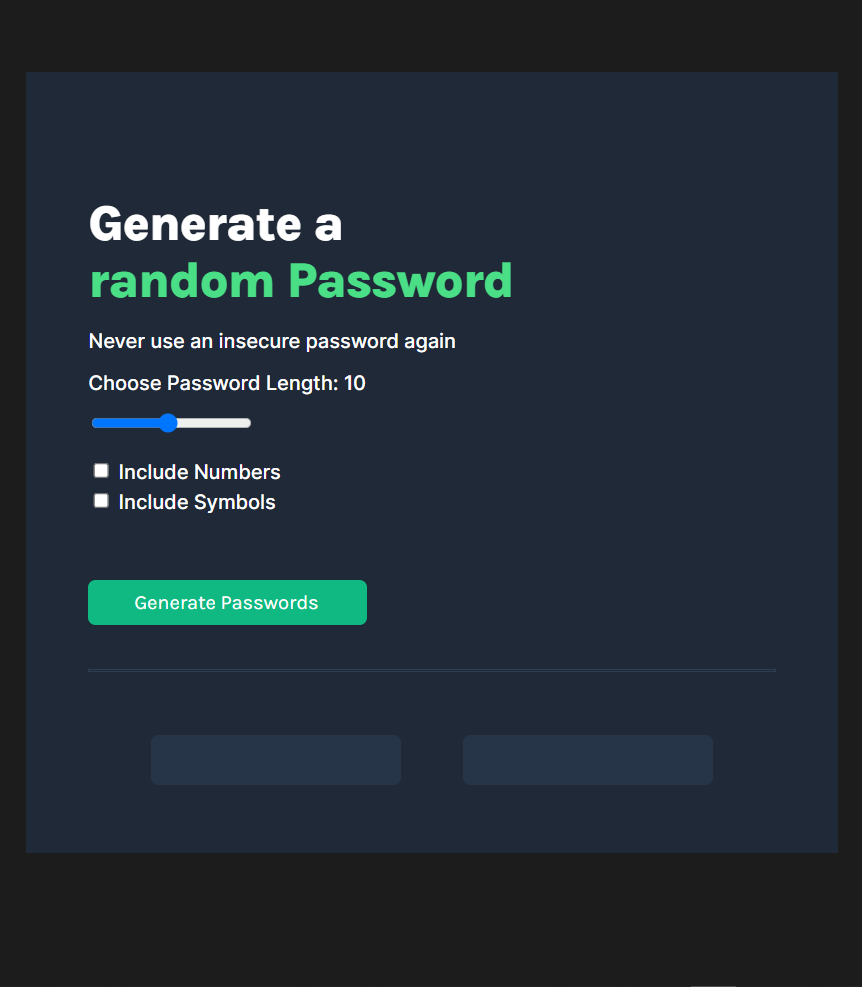 Generate a
random Password
Never use an insecure password again
Choose Password Length: 10
Include Numbers
Include Symbols
Generate Passwords